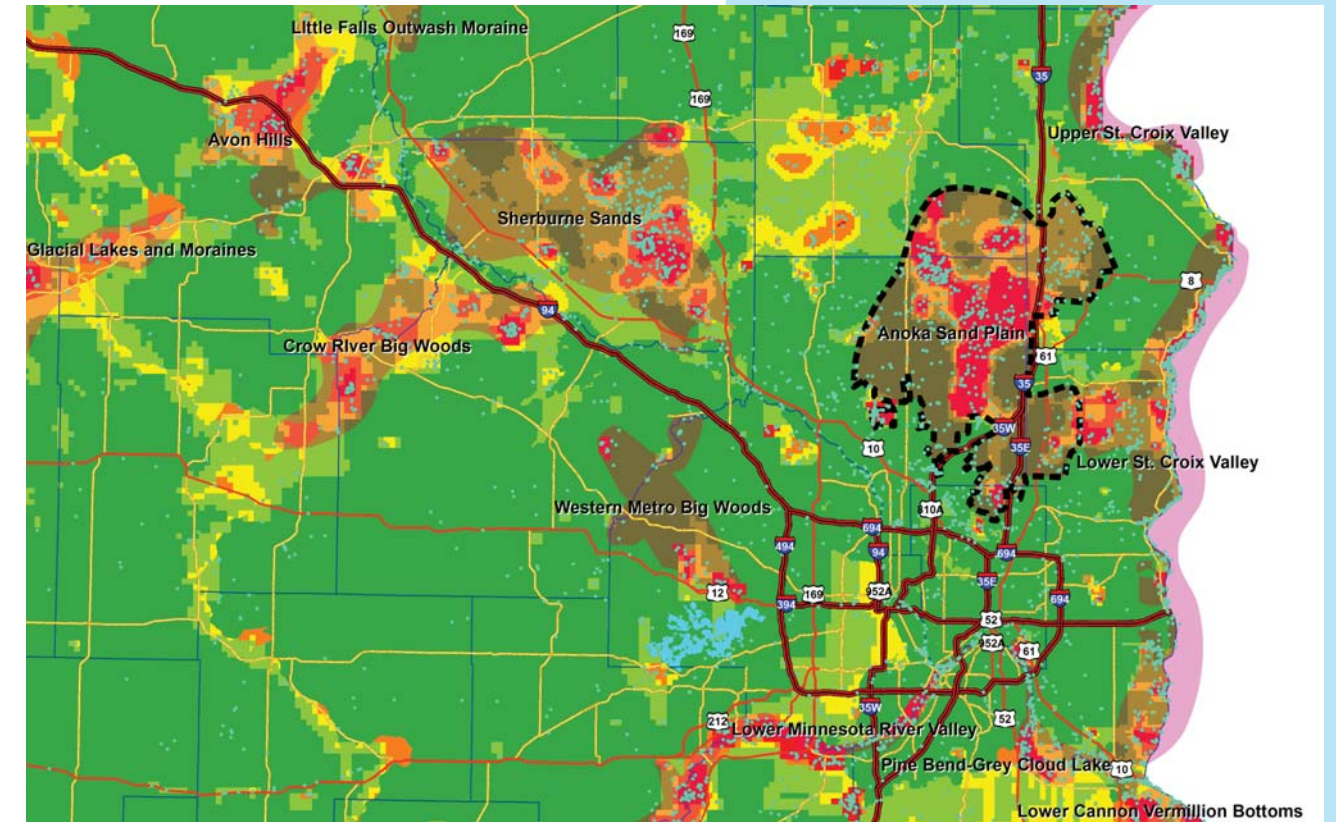 LIttle Falls Outwash Moraine
169
35
169
Upper St. Croix Valley
Avon Hills
Sherburne Sands
Glacial Lakes and Moraines
8
94
Anoka Sand Plain
Crow RIver Big Woods
61
35
35W
10
35E
Lower St. Croix Valley
Western Metro Big Woods
810A
694
494
94
694
35E
12
169
952A
394
694
52
952A
61
35W
212
52
Lower Minnesota River Valley
Pine Bend-Grey Cloud Lake
10
Lower Cannon Vermillion Bottoms